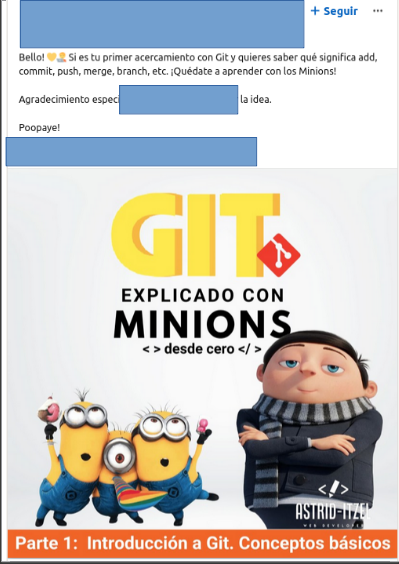 + Seguir ...
Bello! 💛👷 Si es tu primer acercamiento con Git y quieres saber qué significa add,
commit, push, merge, branch, etc. ¡Quédate a aprender con los Minions!
Agradecimiento especi
la idea.
Poopaye!
GIT
EXPLICADO CON
MINIONS
< > desde cero </ >
</!>
ASTRID-ITZEL
WEB DEVELOPER
Parte 1: Introducción a Git. Conceptos básicos